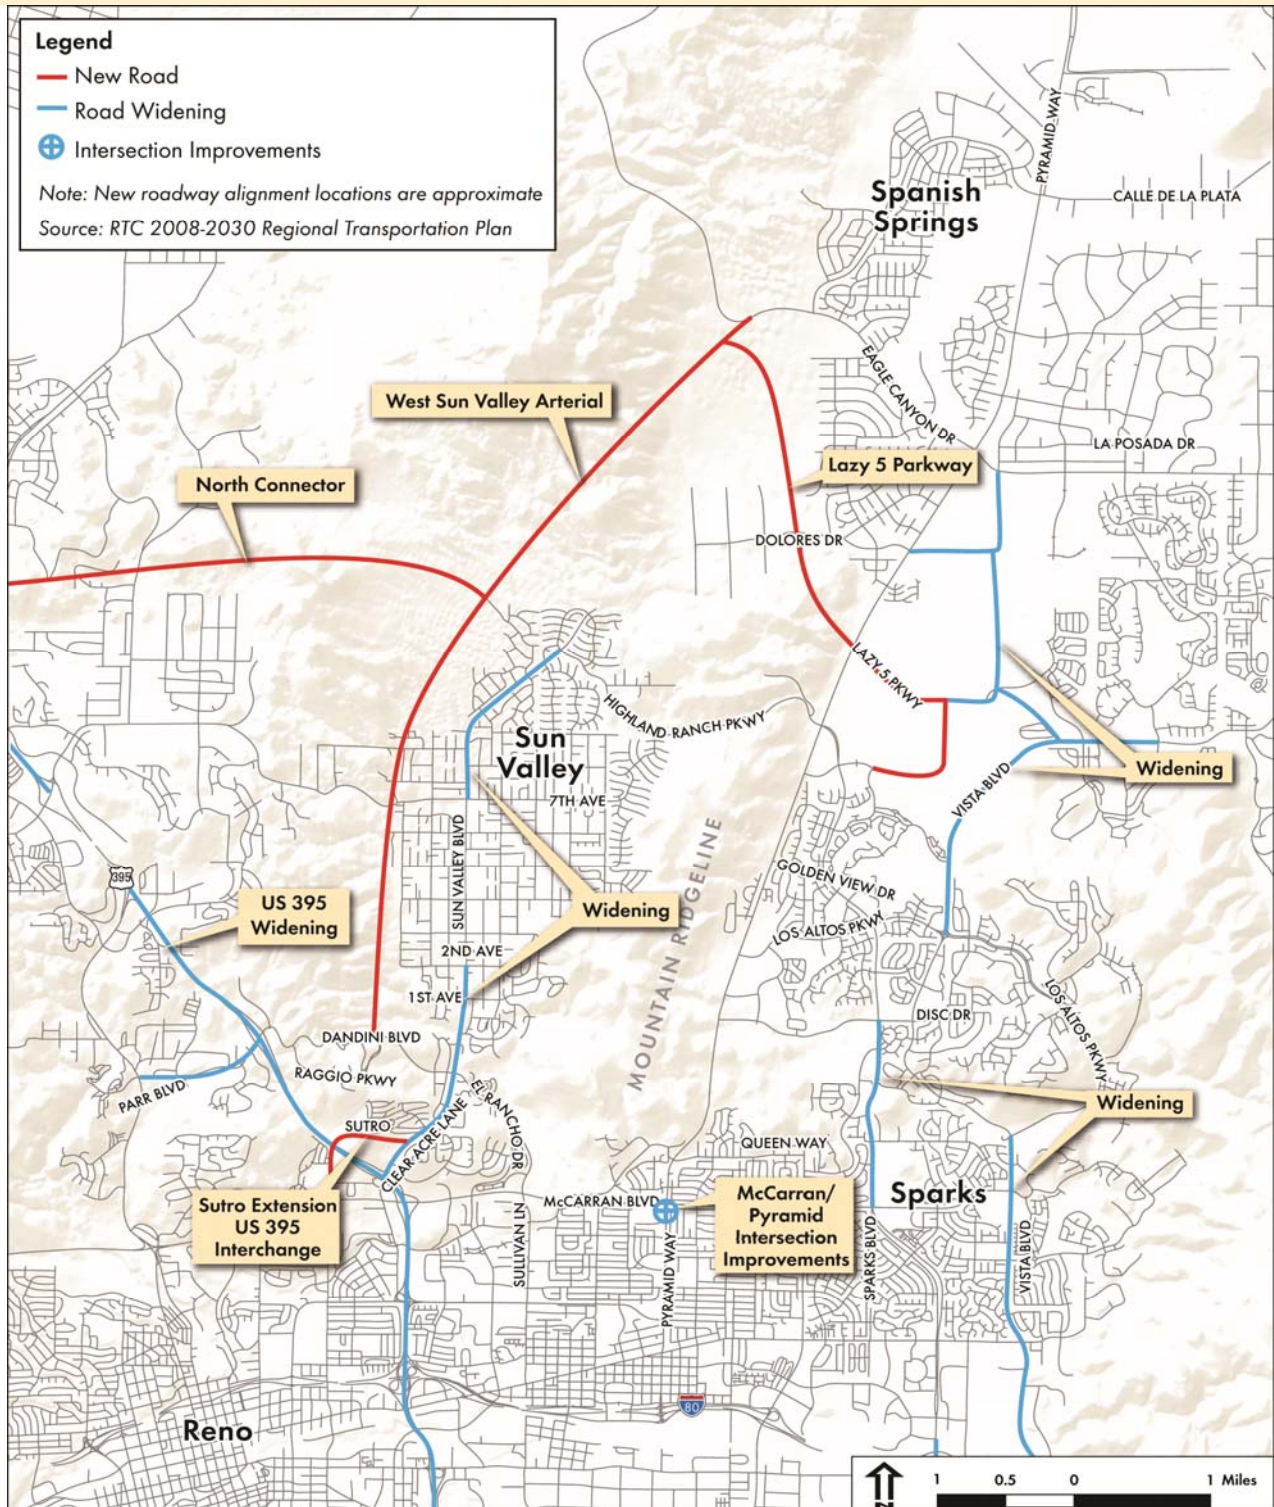 Legend
New Road
Road Widening
Intersection Improvements
Note: New roadway alignment locations are approximate
Source: RTC 2008-2030 Regional Transportation Plan
Spanish
Springs
PYRAMID WAY
CALLE DE LA PLATA
EAGLE CANYON DR
LA POSADA DR
West Sun Valley Arterial
Lazy 5 Parkway
North Connector
DOLORES DR
LAZY 5 PKWY
HIGHLAND RANCH PKWY
Sun
Valley
7TH AVE
VISTA BLVD
Widening
SUN VALLEY BLVD
MOUNTAIN RIDGELINE
GOLDEN VIEW DR
LOS ALTOS PKWY
395
US 395
Widening
Widening
2ND AVE
1ST AVE
LOS ALTOS PKWY
DISC DR
DANDINI BLVD
RAGGIO PKWY
PARR BLVD
EL RANCHO DR
Widening
SUTRO
CLEAR ACRE LANE
QUEEN WAY
Sutro Extension
US 395
Interchange
McCARRAN BLVD
McCarran/
Pyramid
Intersection
Improvements
Sparks
SULLIVAN LN
PYRAMID WAY
SPARKS BLVD
VISTA BLVD
80
Reno
N
1 0.5 0 1 Miles